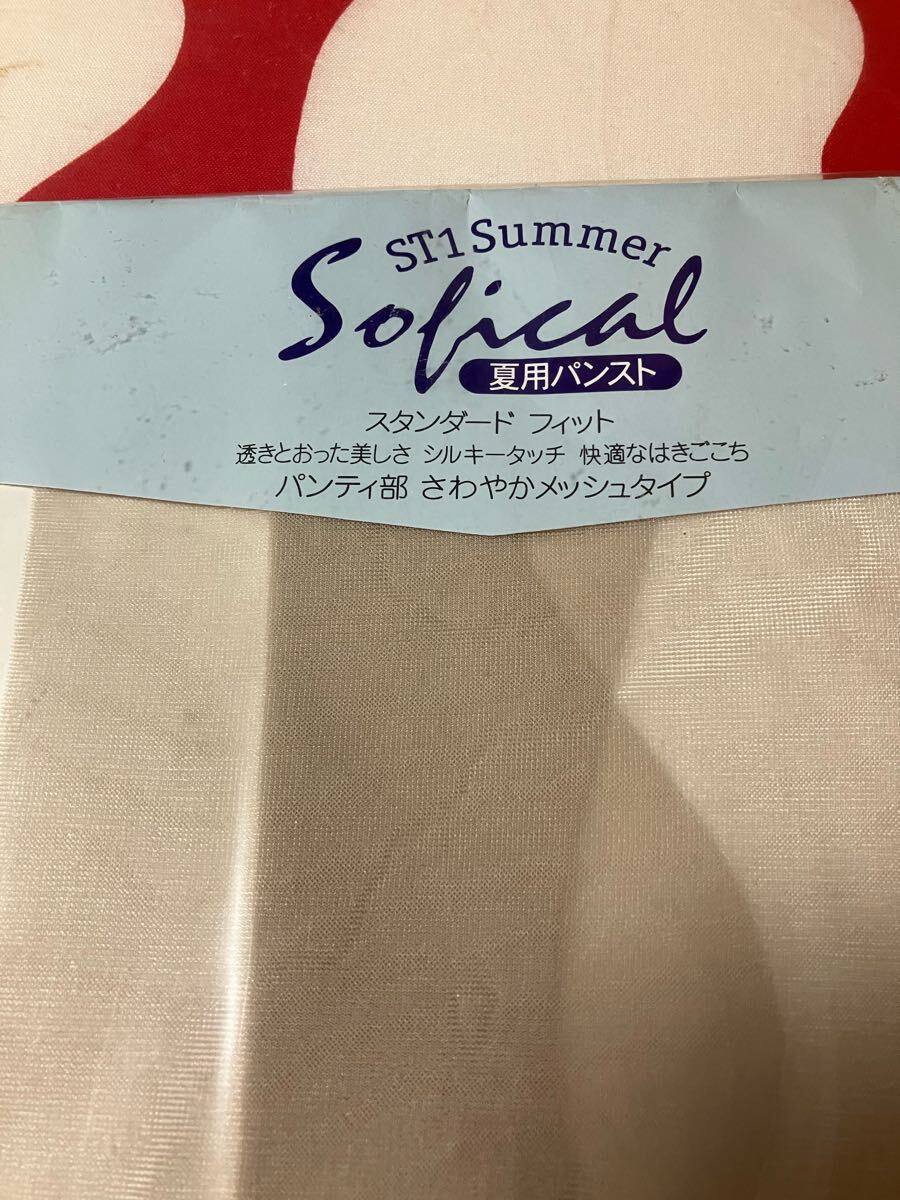 ST1 Summer
Sofical
夏用パンスト
スタンダード フィット
透きとおった美しさ シルキータッチ 快適なはきごこち
パンティ部 さわやかメッシュタイプ